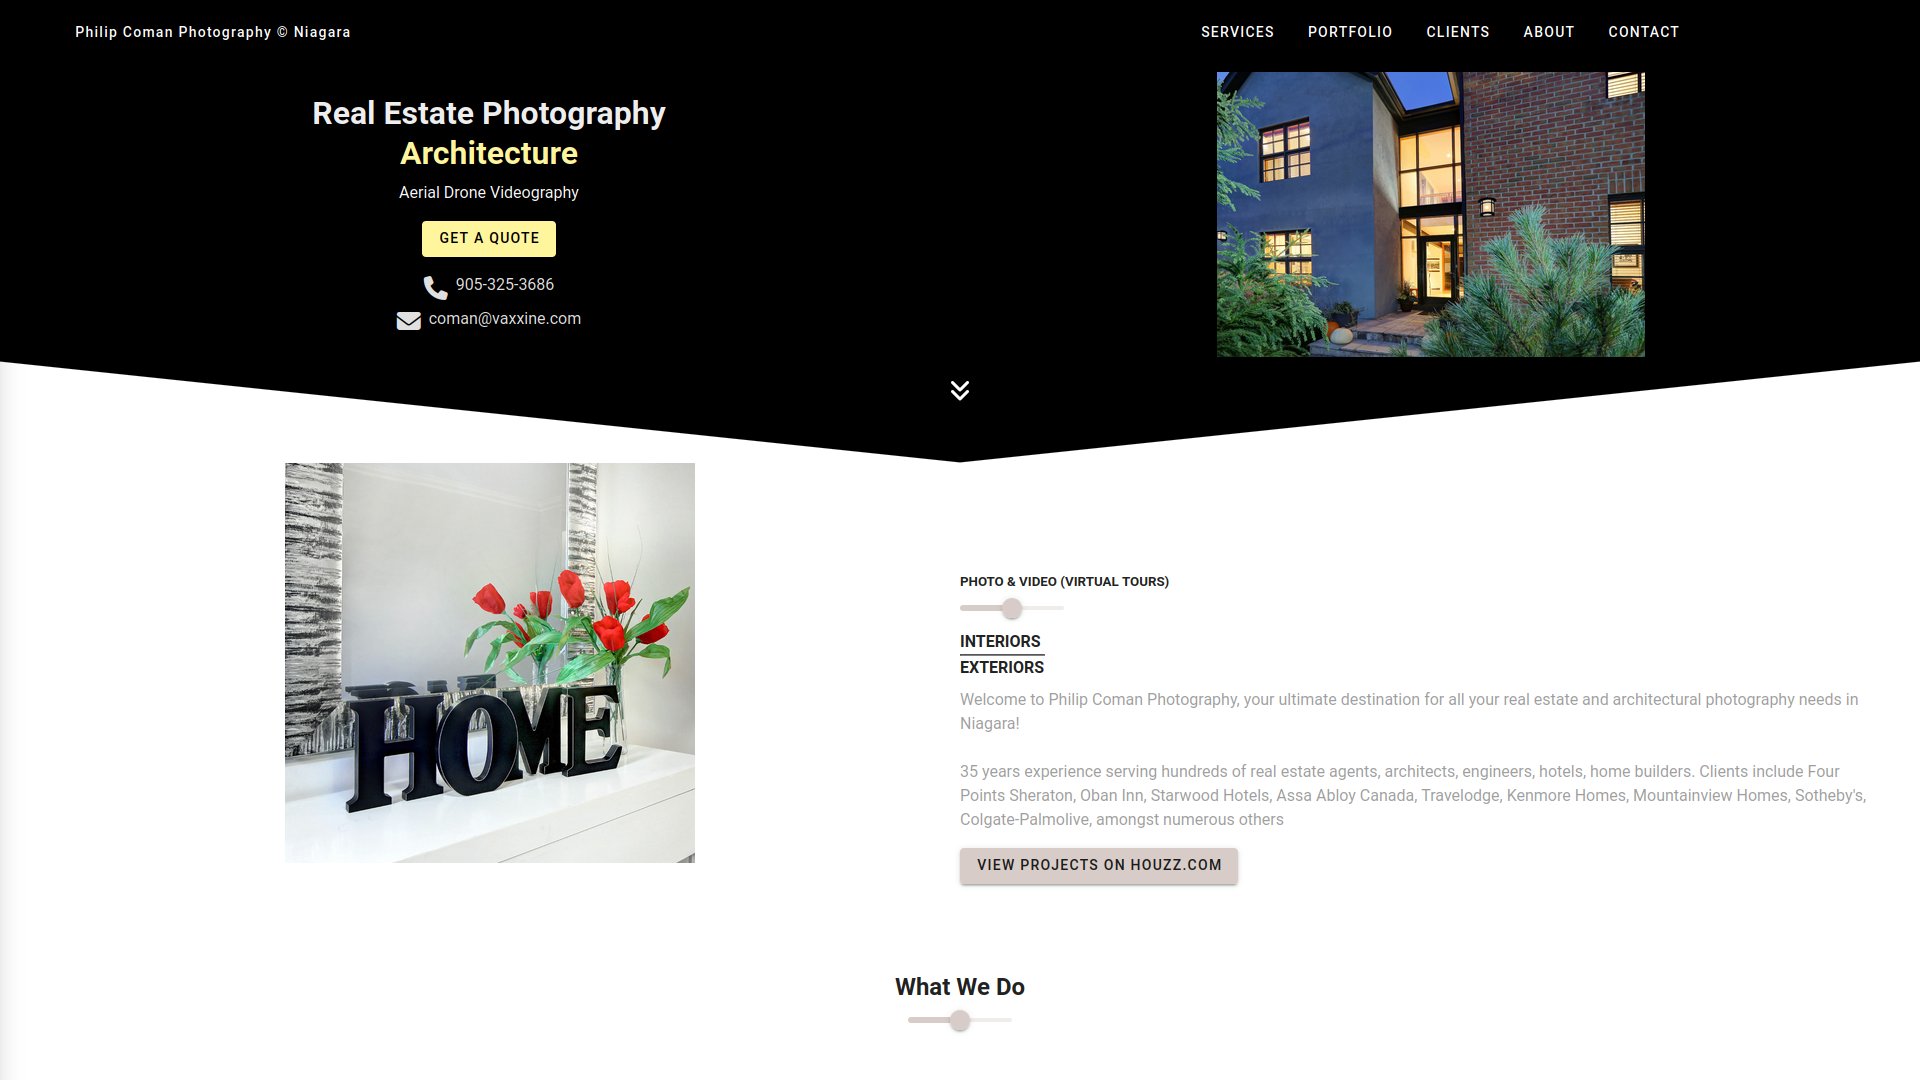 Philip Coman Photography © Niagara
SERVICES PORTFOLIO CLIENTS ABOUT CONTACT
Real Estate Photography
Architecture
Aerial Drone Videography
GET A QUOTE
905-325-3686
coman@vaxxine.com
HOME
PHOTO & VIDEO (VIRTUAL TOURS)
INTERIORS
EXTERIORS
Welcome to Philip Coman Photography, your ultimate destination for all your real estate and architectural photography needs in
Niagara!
35 years experience serving hundreds of real estate agents, architects, engineers, hotels, home builders. Clients include Four
Points Sheraton, Oban Inn, Starwood Hotels, Assa Abloy Canada, Travelodge, Kenmore Homes, Mountainview Homes, Sotheby's,
Colgate-Palmolive, amongst numerous others
VIEW PROJECTS ON HOUZZ.COM
What We Do